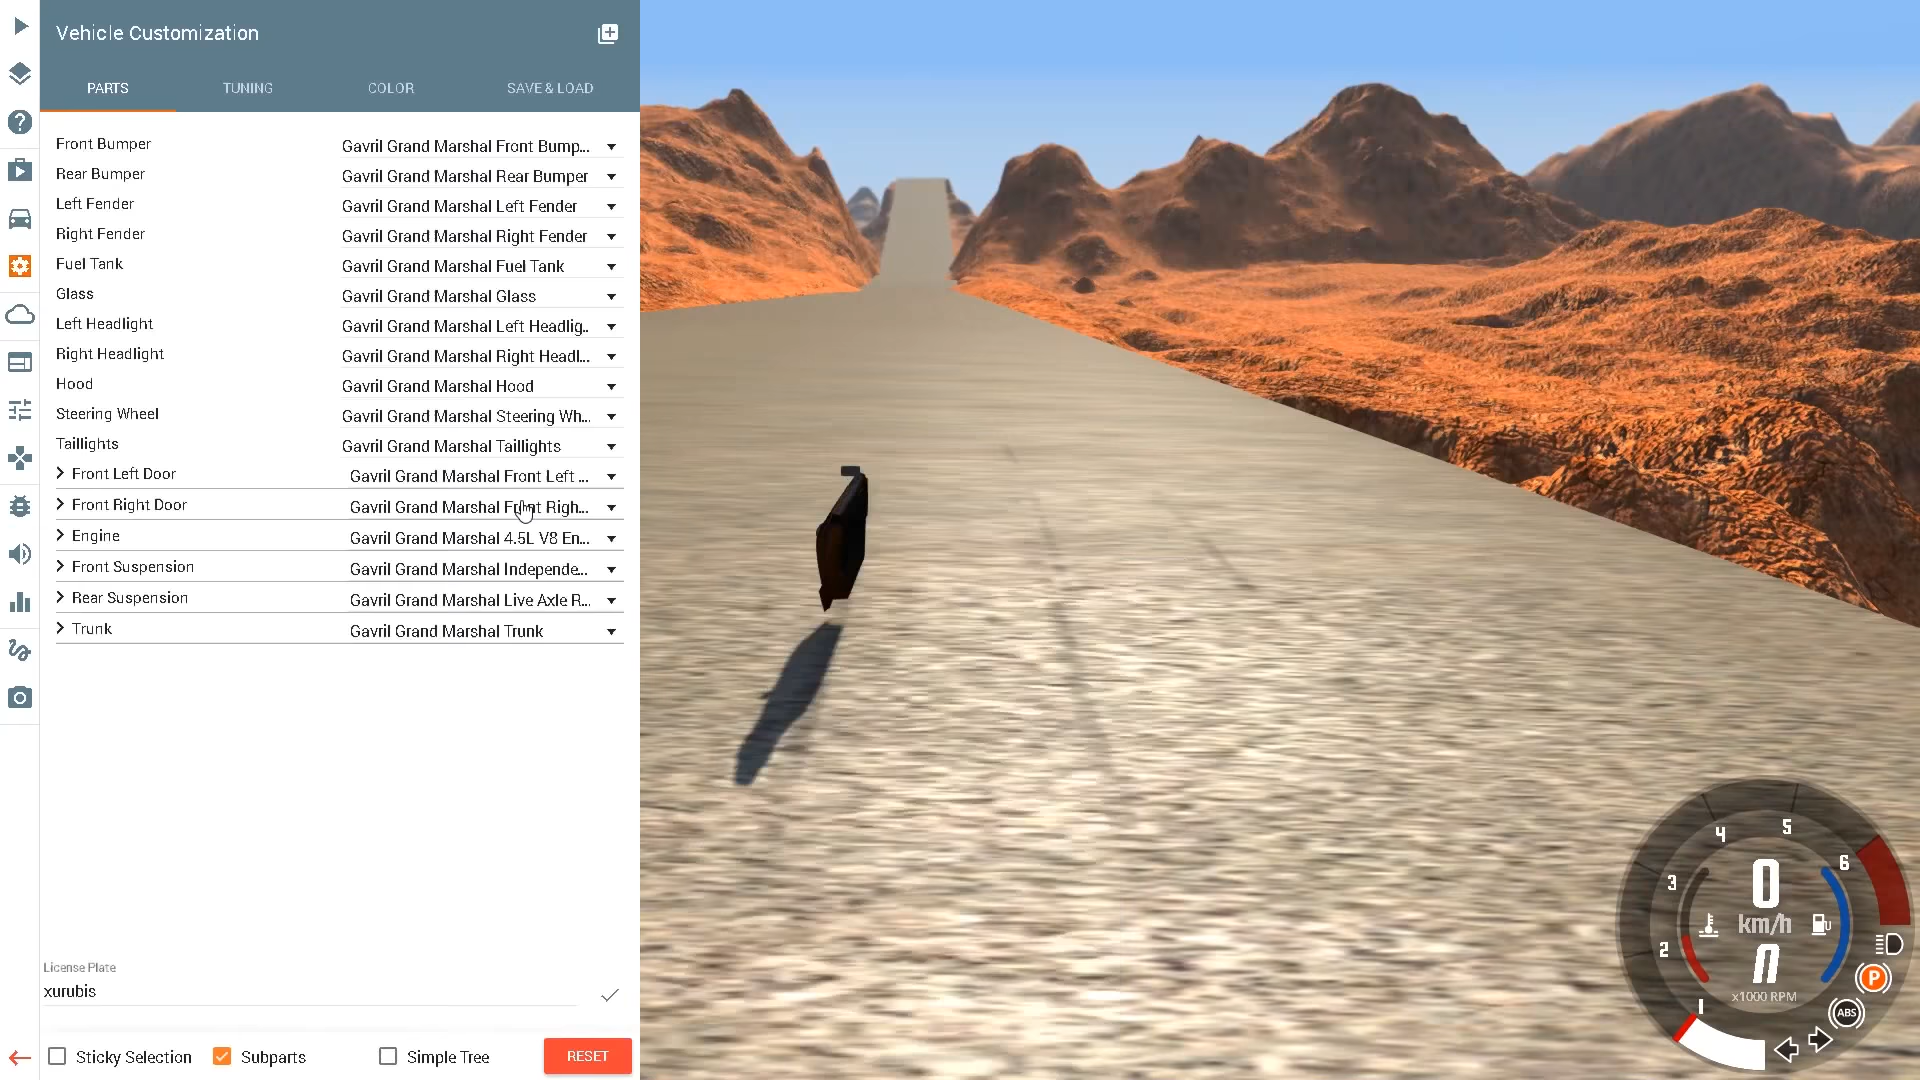 Vehicle Customization
PARTS
TUNING
COLOR
SAVE & LOAD
Front Bumper
Gavril Grand Marshal Front Bump...
Rear Bumper
Gavril Grand Marshal Rear Bumper
Left Fender
Gavril Grand Marshal Left Fender
Right Fender
Gavril Grand Marshal Right Fender
Fuel Tank
Gavril Grand Marshal Fuel Tank
Glass
Gavril Grand Marshal Glass
Left Headlight
Gavril Grand Marshal Left Headlig..
Right Headlight
Gavril Grand Marshal Right Headl...
Hood
Gavril Grand Marshal Hood
Steering Wheel
Gavril Grand Marshal Steering Wh...
Taillights
Gavril Grand Marshal Taillights
Front Left Door
Gavril Grand Marshal Front Left ...
Front Right Door
Gavril Grand Marshal Front Righ...
Engine
Gavril Grand Marshal 4.5L V8 En...
Front Suspension
Gavril Grand Marshal Independe...
Rear Suspension
Gavril Grand Marshal Live Axle R...
Trunk
Gavril Grand Marshal Trunk
License Plate
xurubis
Sticky Selection
Subparts
Simple Tree
RESET
1
2
3
4
5
6
0
km/h
n
x1000 RPM
P
ABS